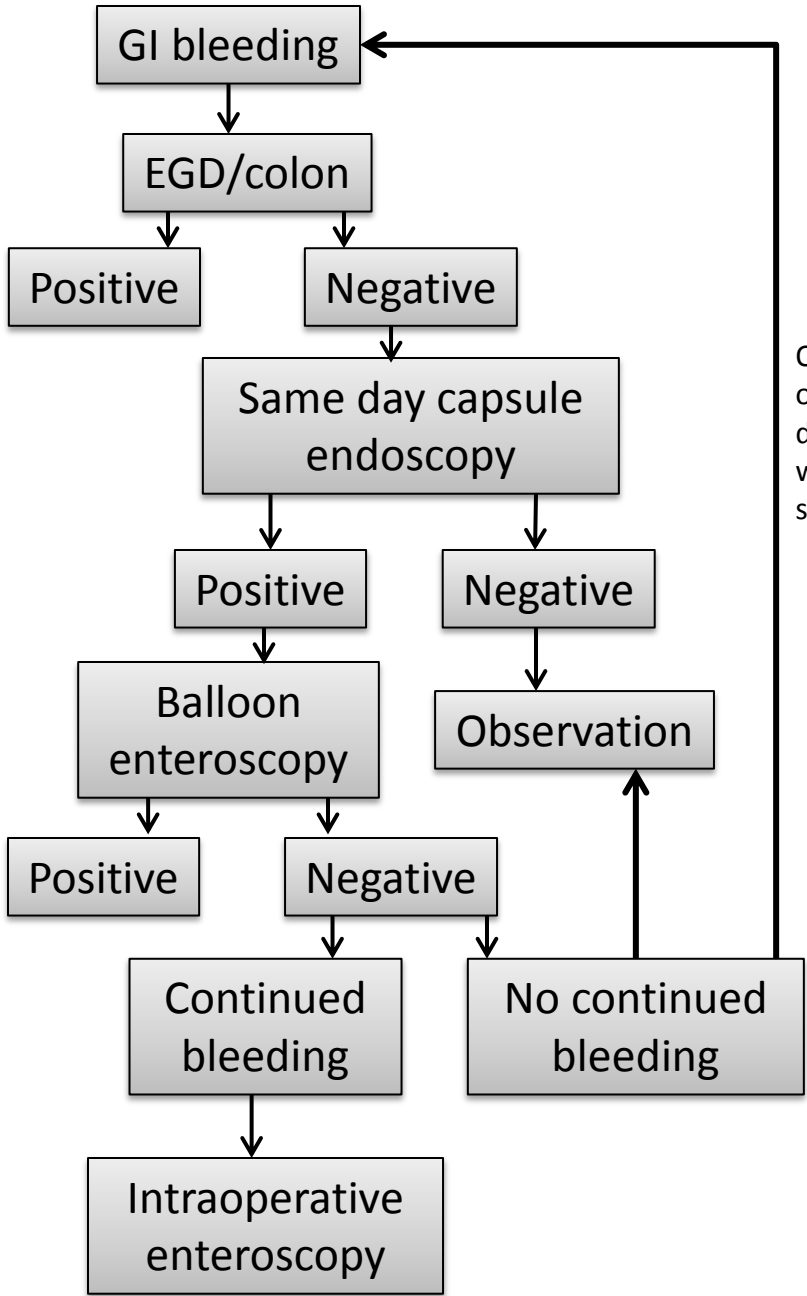 GI bleeding
EGD/colon
Positive
Negative
Same day capsule
endoscopy
Positive
Negative
Balloon
enteroscopy
Observation
Positive
Negative
Continued
bleeding
No continued
bleeding
Intraoperative
enteroscopy